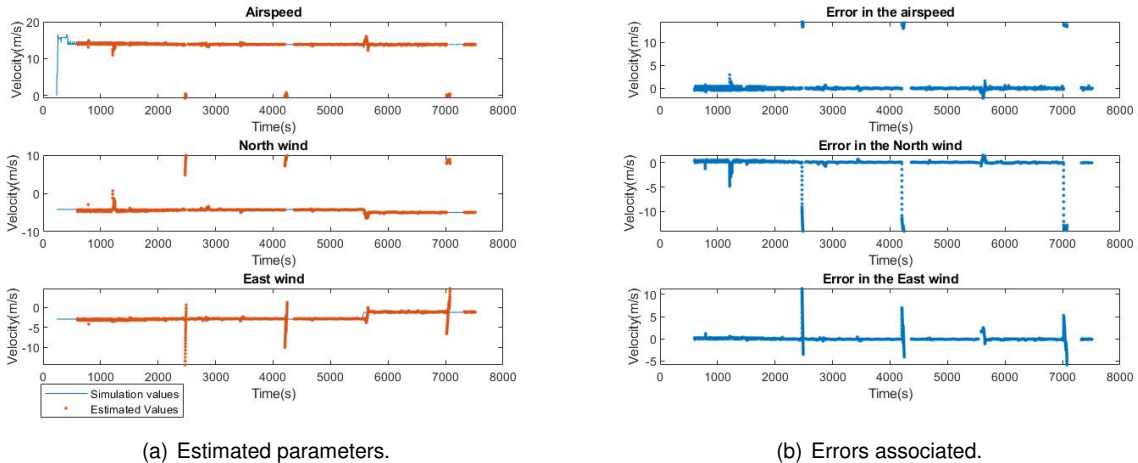 Airspeed
20
10
0
Velocity(m/s)
0 1000 2000 3000 4000 5000 6000 7000 8000
Time(s)
North wind
10
0
-10
Velocity(m/s)
0 1000 2000 3000 4000 5000 6000 7000 8000
Time(s)
East wind
0
-5
-10
Velocity(m/s)
0 1000 2000 3000 4000 5000 6000 7000 8000
Time(s)
Simulation values
Estimated Values
(a) Estimated parameters.
Error in the airspeed
10
5
0
Velocity(m/s)
0 1000 2000 3000 4000 5000 6000 7000 8000
Time(s)
Error in the North wind
0
-5
-10
Velocity(m/s)
0 1000 2000 3000 4000 5000 6000 7000 8000
Time(s)
Error in the East wind
10
5
0
-5
Velocity(m/s)
0 1000 2000 3000 4000 5000 6000 7000 8000
Time(s)
(b) Errors associated.